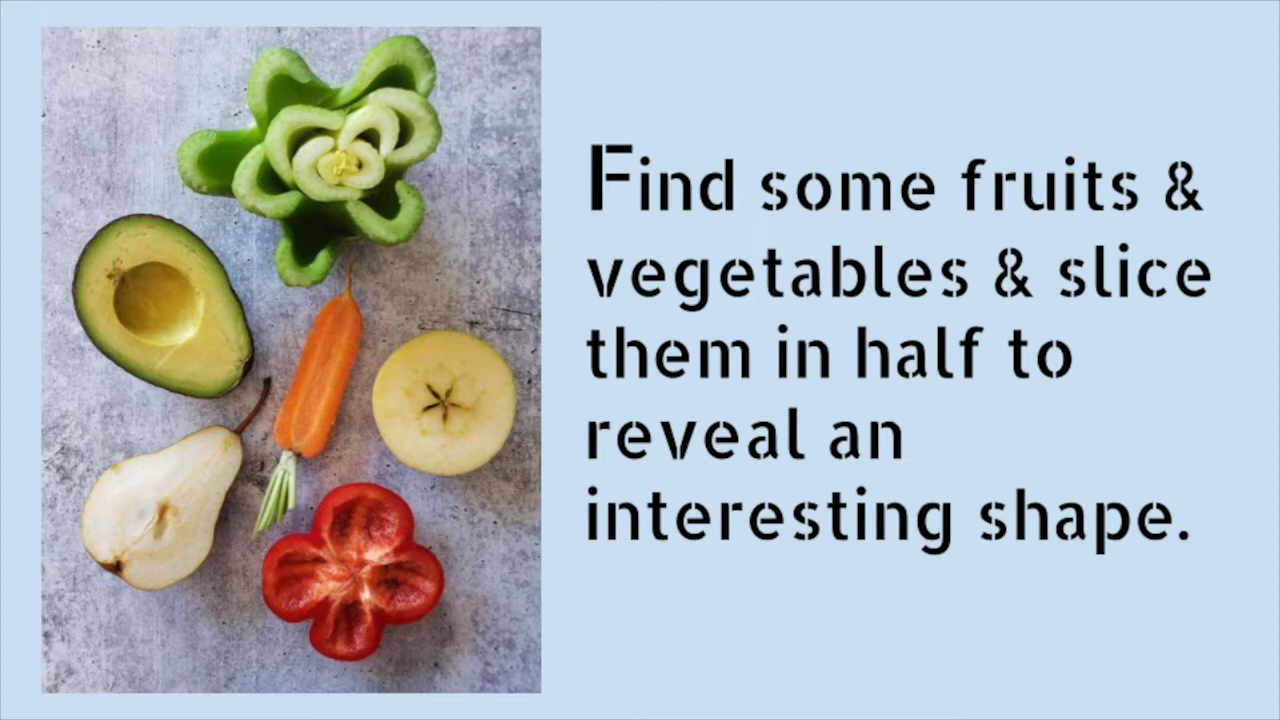 Find some fruits &
vegetables & slice
them in half to
reveal an
interesting shape.